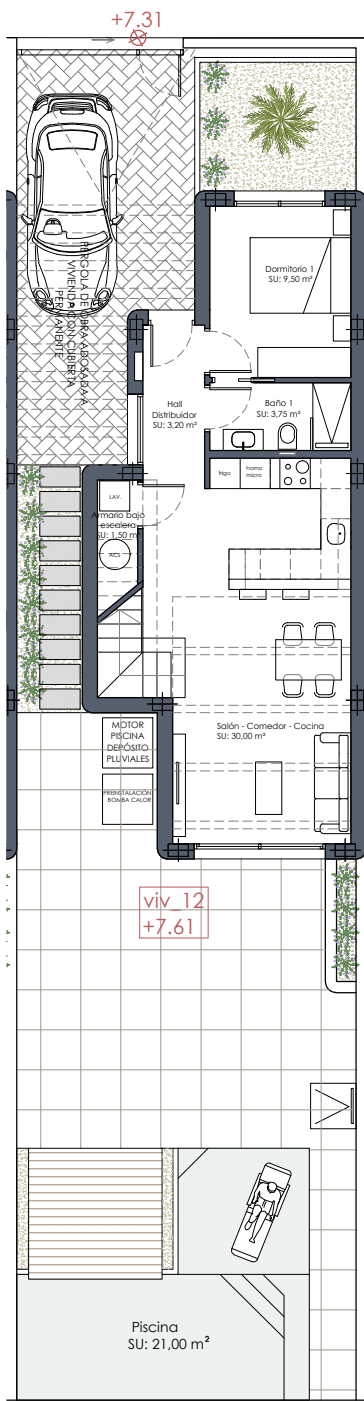 +7.31
PERGOLA DE OBRA ADOSADA A
VIVIENDA CON CUBIERTA
PERMANENTE
Dormitorio 1
SU: 9,50 m²
Hall
Distribuidor
SU: 3,20 m²
Baño 1
SU: 3,75 m²
frigo
horno
micro
LAV.
Armario bajo
escalera
SU: 1,50 m²
ACS
Salón - Comedor - Cocina
SU: 30,00 m²
MOTOR
PISCINA
DEPÓSITO
PLUVIALES
PREINSTALACIÓN
BOMBA CALOR
viv_12
+7.61
Piscina
SU: 21,00 m²